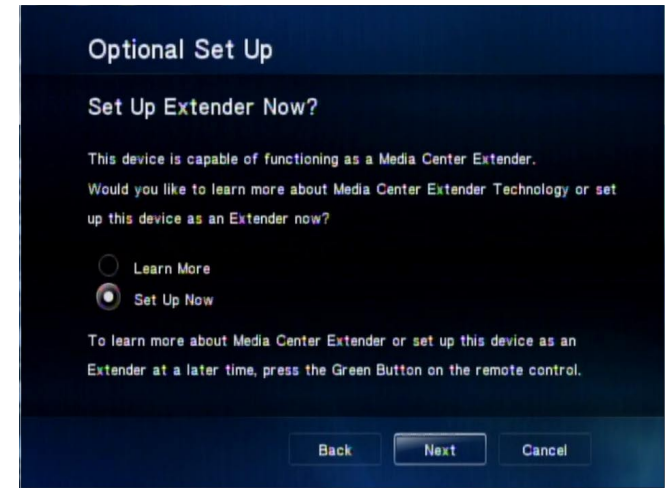 Optional Set Up
Set Up Extender Now?
This device is capable of functioning as a Media Center Extender.
Would you like to learn more about Media Center Extender Technology or set
up this device as an Extender now?
Learn More
Set Up Now
To learn more about Media Center Extender or set up this device as an
Extender at a later time, press the Green Button on the remote control.
Back Next Cancel